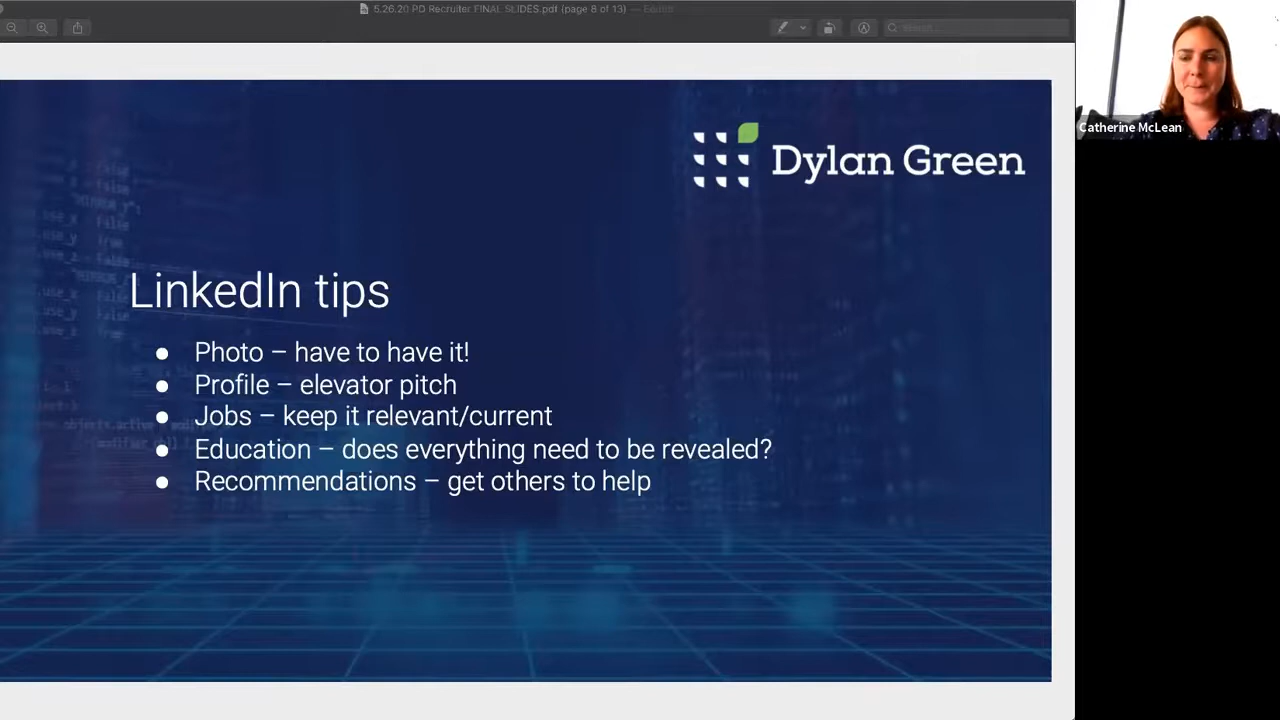 5.26.20 PD Recruiter FINAL SLIDES.pdf (page 8 of 13) — Edited
Search
Catherine McLean
Dylan Green
LinkedIn tips
● Photo – have to have it!
● Profile – elevator pitch
● Jobs – keep it relevant/current
● Education – does everything need to be revealed?
● Recommendations – get others to help